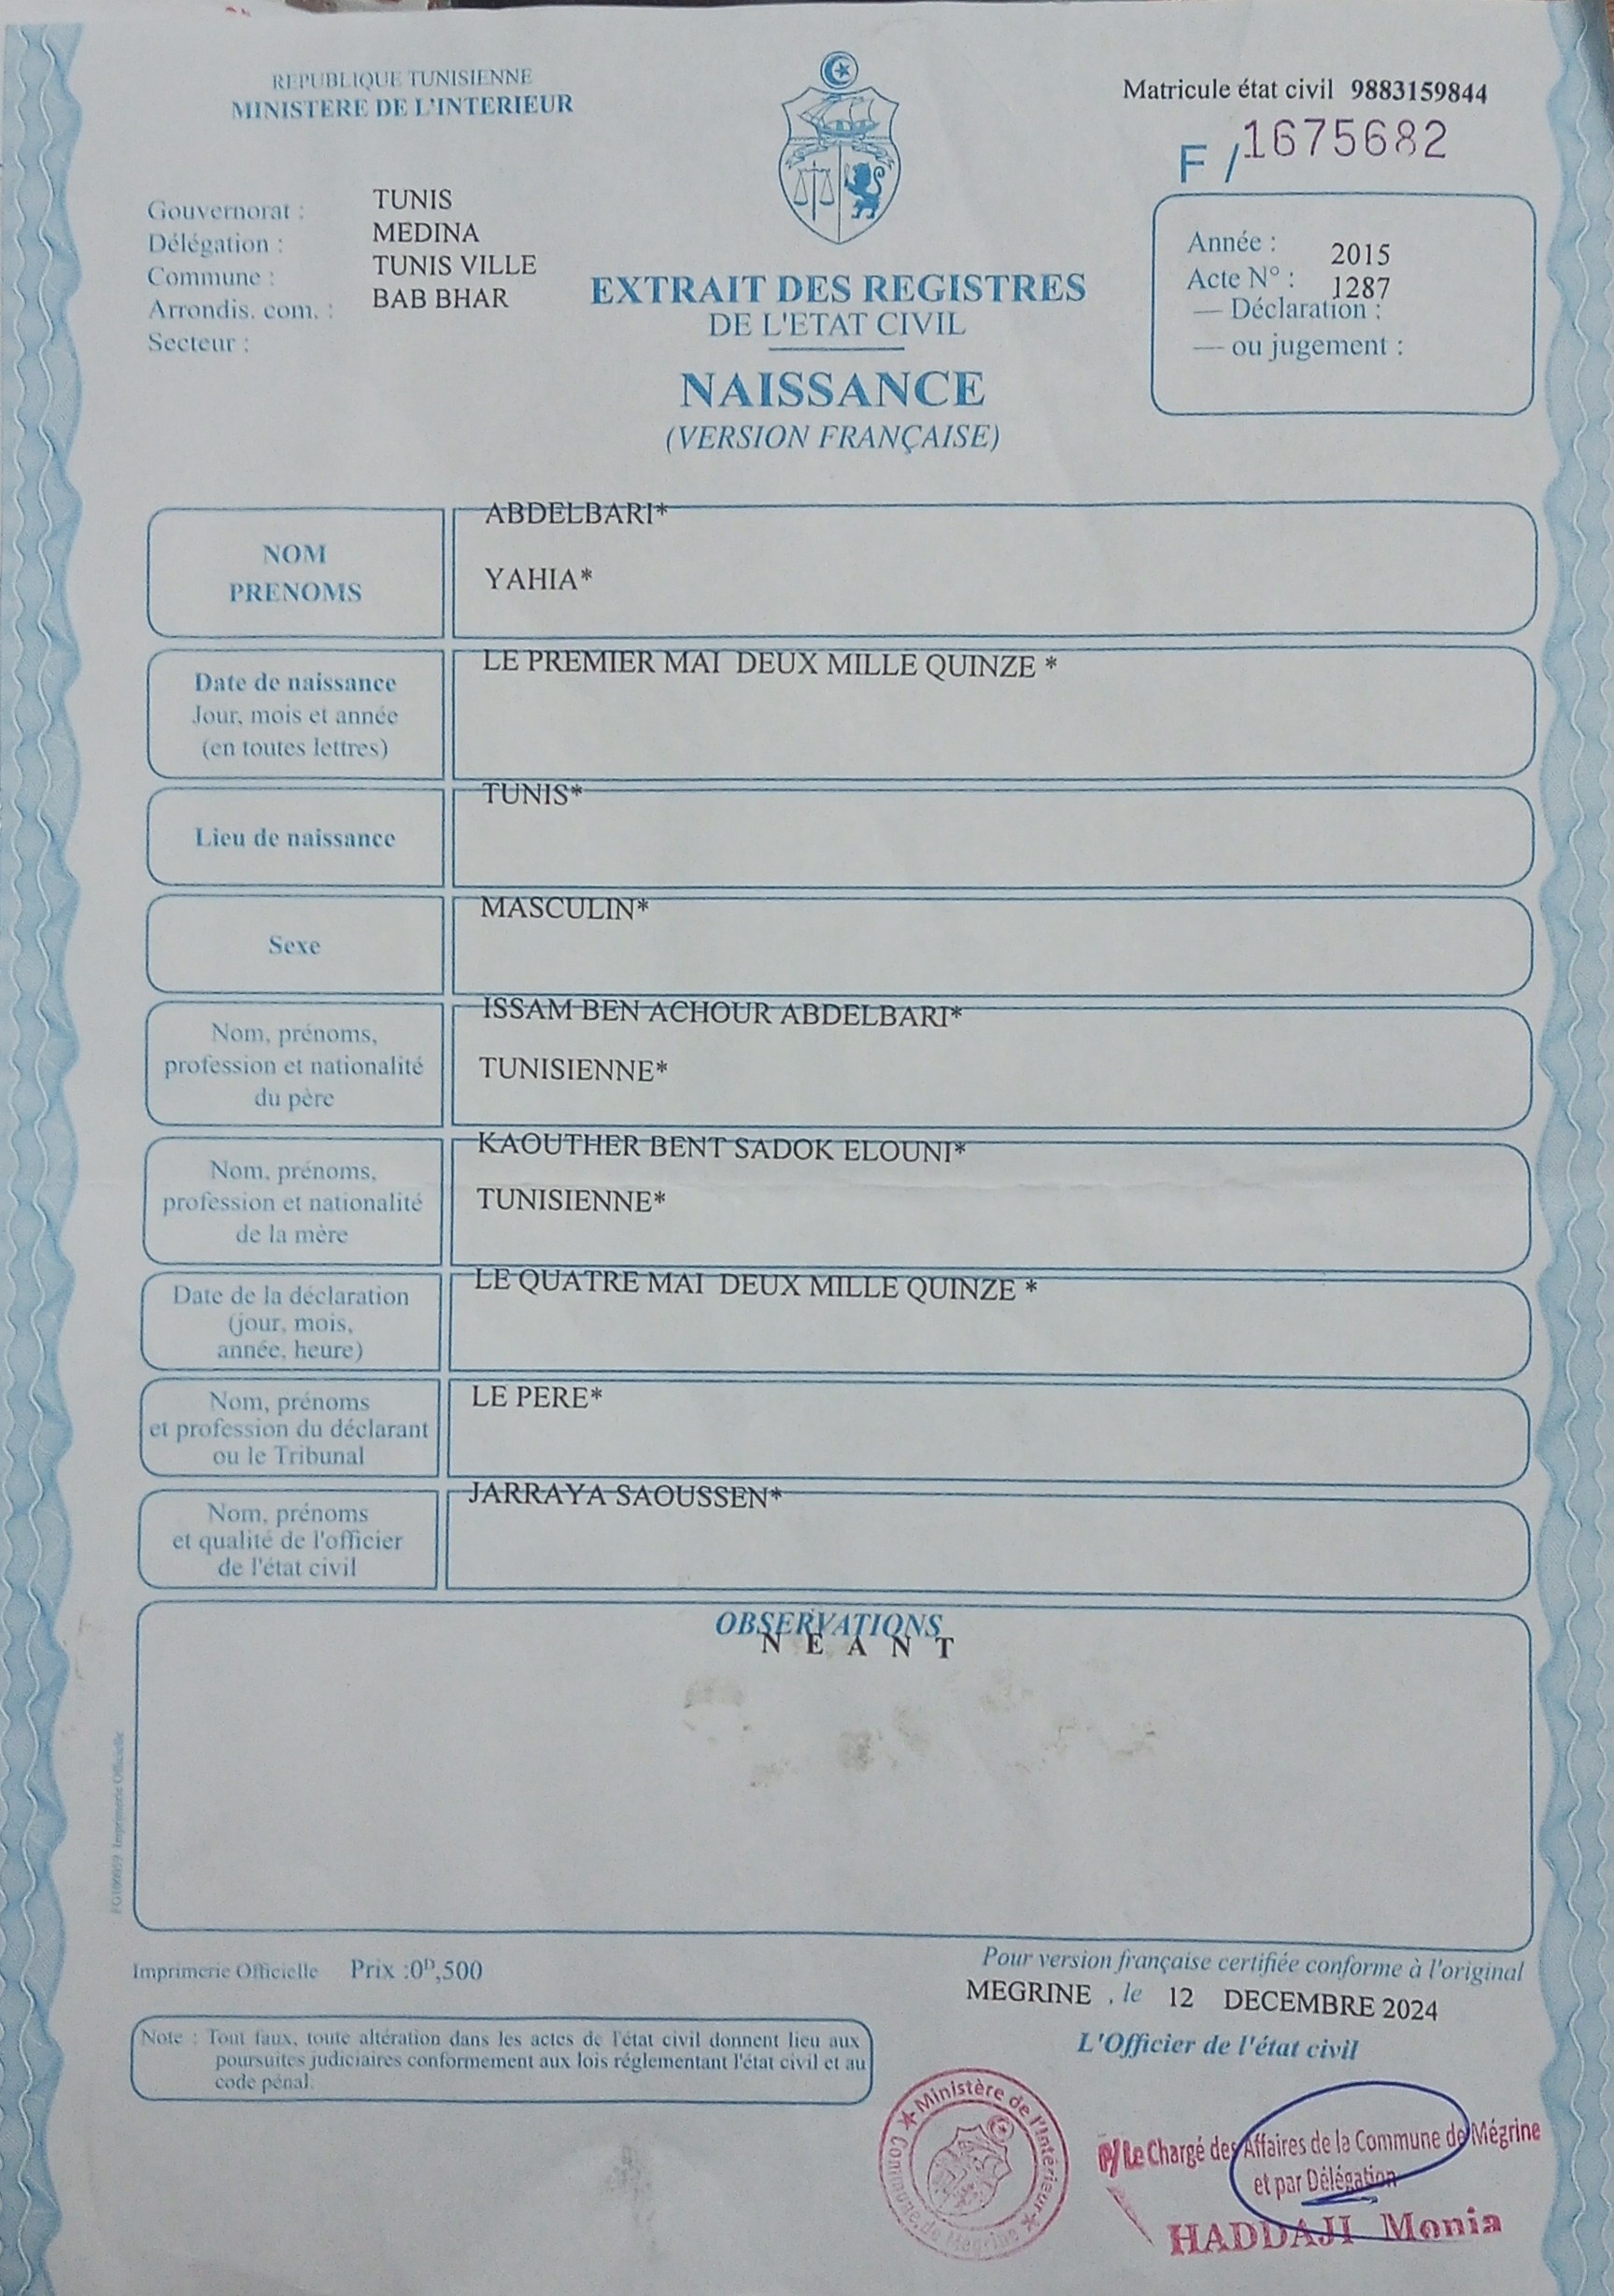 REPUBLIQUE TUNISIENNE
MINISTERE DE L'INTERIEUR
Matricule état civil 9883159844
F / 1675682
Gouvernorat : TUNIS
Délégation : MEDINA
Commune : TUNIS VILLE
Arrondis. com. : BAB BHAR
Secteur :
EXTRAIT DES REGISTRES
DE L'ETAT CIVIL
NAISSANCE
(VERSION FRANÇAISE)
Année : 2015
Acte N° : 1287
— Déclaration :
— ou jugement :
NOM
PRENOMS
ABDELBARI*
YAHIA*
Date de naissance
Jour, mois et année
(en toutes lettres)
LE PREMIER MAI DEUX MILLE QUINZE *
Lieu de naissance
TUNIS*
Sexe
MASCULIN*
Nom, prénoms,
profession et nationalité
du père
ISSAM BEN ACHOUR ABDELBARI*
TUNISIENNE*
Nom, prénoms,
profession et nationalité
de la mère
KAOUTHER BENT SADOK ELOUNI*
TUNISIENNE*
Date de la déclaration
(jour, mois,
année, heure)
LE QUATRE MAI DEUX MILLE QUINZE *
Nom, prénoms
et profession du déclarant
ou le Tribunal
LE PERE*
Nom, prénoms
et qualité de l'officier
de l'état civil
JARRAYA SAOUSSEN*
OBSERVATIONS
N E A N T
Imprimerie Officielle
Imprimerie Officielle Prix :0D,500
Pour version française certifiée conforme à l'original
MEGRINE , le 12 DECEMBRE 2024
L'Officier de l'état civil
Note : Tout faux, toute altération dans les actes de l'état civil donnent lieu aux
poursuites judiciaires conformement aux lois réglementant l'état civil et au
code pénal.
Ministère de l'Intérieur
Commune de Mégrine
P/ Le Chargé des Affaires de la Commune de Mégrine
et par Délégation
HADDAJI Monia